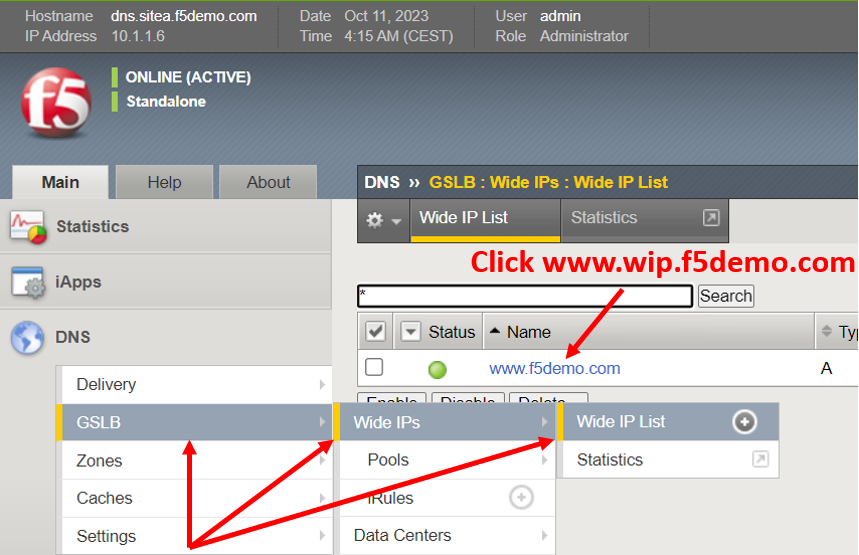 Hostname dns.sitea.f5demo.com Date Oct 11, 2023 User admin
IP Address 10.1.1.6 Time 4:15 AM (CEST) Role Administrator
f5
ONLINE (ACTIVE)
Standalone
Main Help About
DNS ›› GSLB : Wide IPs : Wide IP List
Wide IP List Statistics
Statistics
Click www.wip.f5demo.com
iApps
* Search
DNS
Status Name Ty
www.f5demo.com A
Enable Disable Delete...
Delivery
GSLB Wide IPs Wide IP List
Zones Pools Statistics
Caches iRules
Settings Data Centers